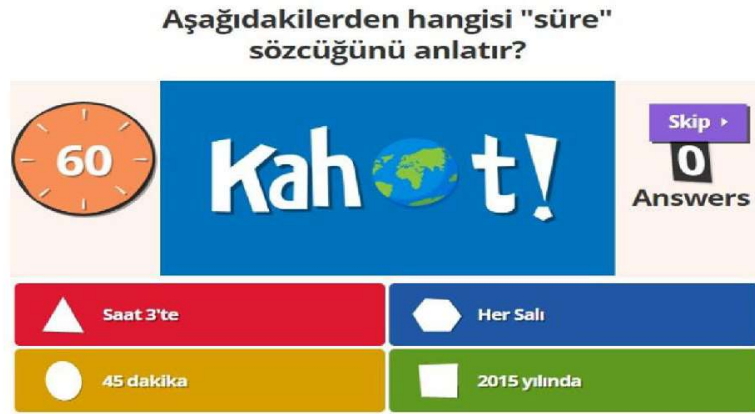 Aşağıdakilerden hangisi "süre"
sözcüğünü anlatır?
60
Kahoot!
Skip
0
Answers
Saat 3'te
Her Salı
45 dakika
2015 yılında